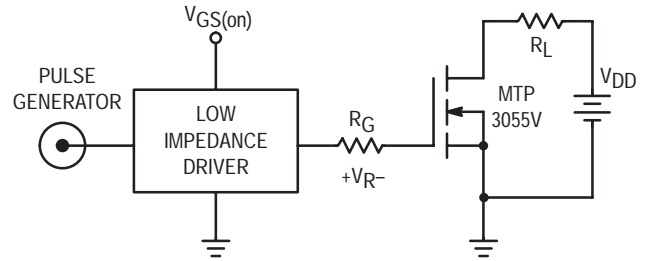 VGS(on)
PULSE
GENERATOR
LOW
IMPEDANCE
DRIVER
RG
+VR–
RL
VDD
MTP
3055V